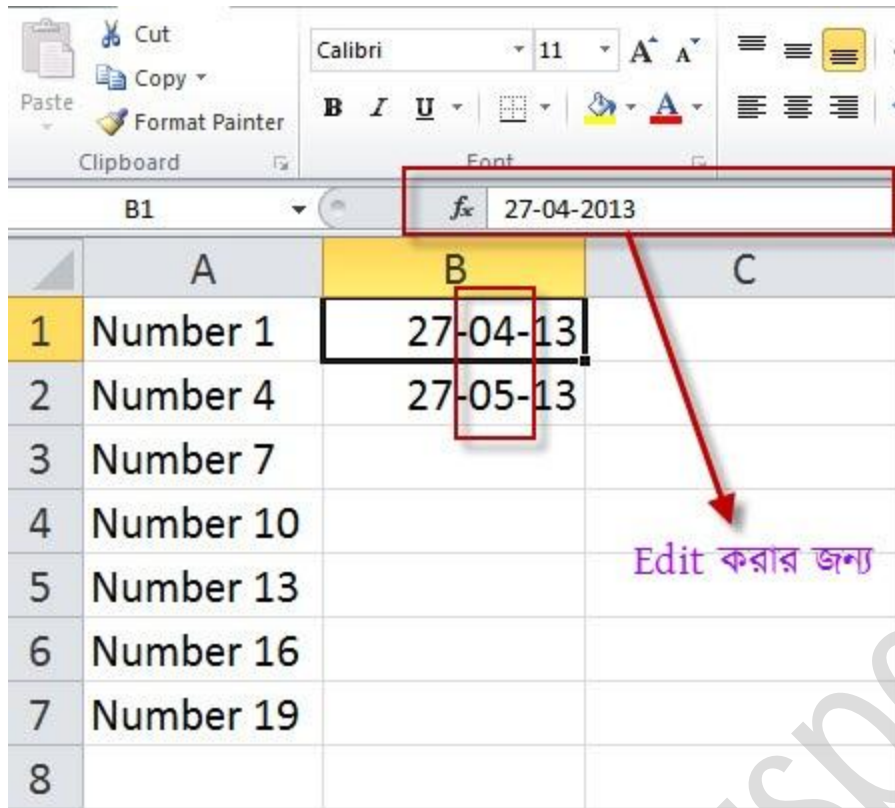 Cut
Copy
Paste
Format Painter
Clipboard
Calibri 11 A A
B I U A
Font
B1 fx 27-04-2013
A B C
1 Number 1 27-04-13
2 Number 4 27-05-13
3 Number 7
4 Number 10
5 Number 13
6 Number 16
7 Number 19
8
Edit করার জন্য